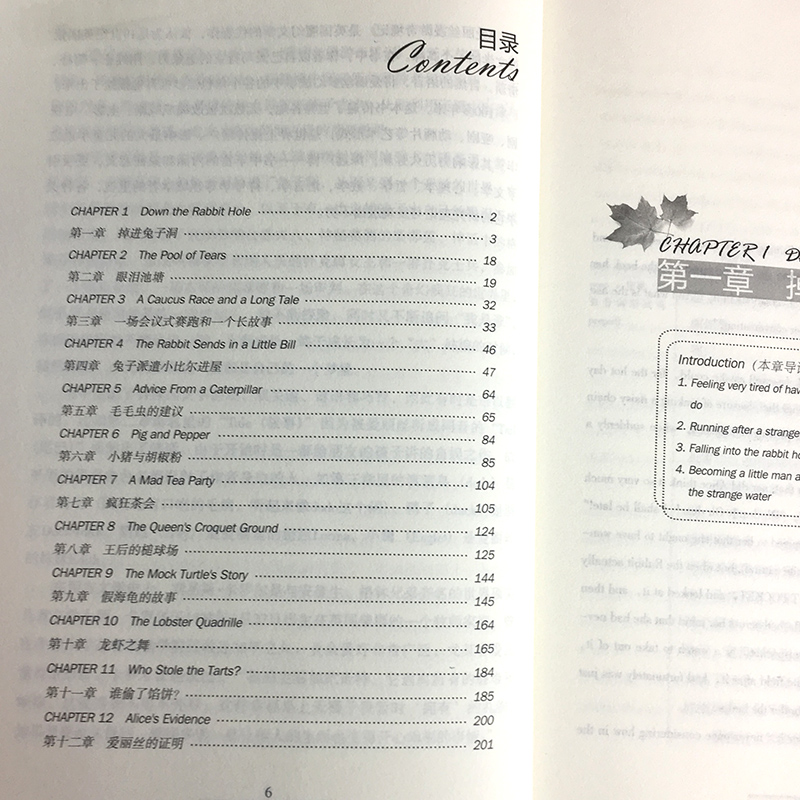 目录
Contents
CHAPTER 1 Down the Rabbit Hole 2
第一章 掉进兔子洞 3
CHAPTER 2 The Pool of Tears 18
第二章 眼泪池塘 19
CHAPTER 3 A Caucus Race and a Long Tale 32
第三章 一场会议式赛跑和一个长故事 33
CHAPTER 4 The Rabbit Sends in a Little Bill 46
第四章 兔子派遣小比尔进屋 47
CHAPTER 5 Advice From a Caterpillar 64
第五章 毛毛虫的建议 65
CHAPTER 6 Pig and Pepper 84
第六章 小猪与胡椒粉 85
CHAPTER 7 A Mad Tea Party 104
第七章 疯狂茶会 105
CHAPTER 8 The Queen's Croquet Ground 124
第八章 王后的槌球场 125
CHAPTER 9 The Mock Turtle's Story 144
第九章 假海龟的故事 145
CHAPTER 10 The Lobster Quadrille 164
第十章 龙虾之舞 165
CHAPTER 11 Who Stole the Tarts? 184
第十一章 谁偷了馅饼? 185
CHAPTER 12 Alice's Evidence 200
第十二章 爱丽丝的证明 201
6
CHAPTER 1
第一章
Introduction（本章导
1. Feeling very tired of
do
2. Running after a strange
3. Falling into the rabbit
4. Becoming a little man
the strange water